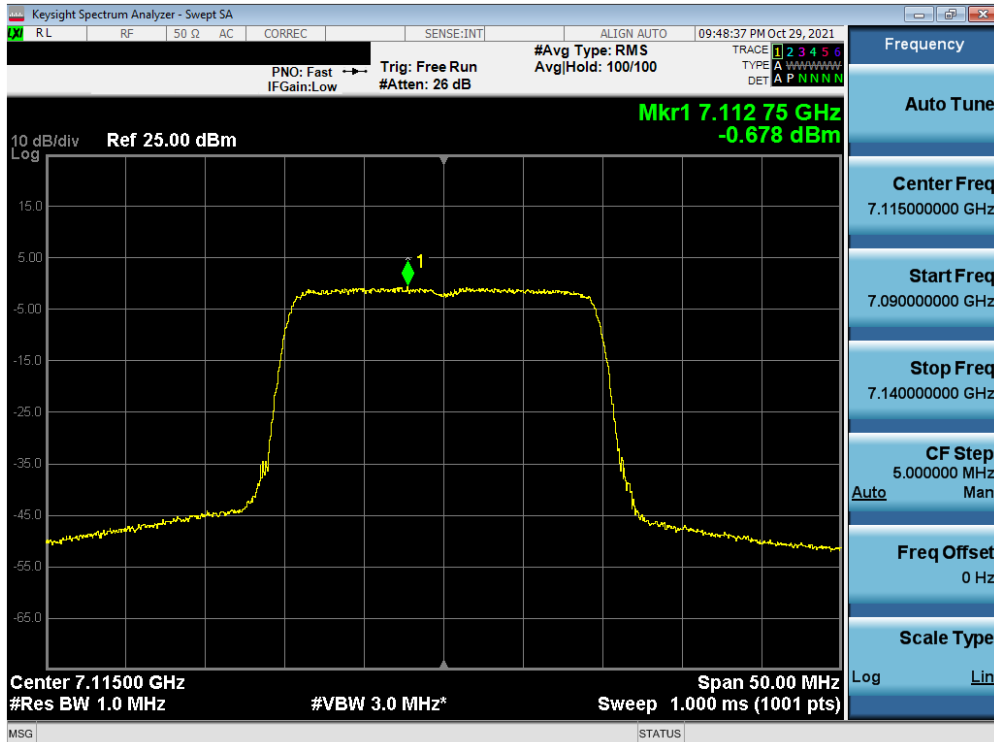 Keysight Spectrum Analyzer - Swept SA
LXI RL RF 50 Ω AC CORREC SENSE:INT ALIGN AUTO 09:48:37 PM Oct 29, 2021
PNO: Fast
IFGain:Low
Trig: Free Run
#Atten: 26 dB
#Avg Type: RMS
Avg|Hold: 100/100
TRACE 1 2 3 4 5 6
TYPE A WWWWW
DET A P N N N N
Mkr1 7.112 75 GHz
-0.678 dBm
10 dB/div Ref 25.00 dBm
Log
1
15.0
5.00
-5.00
-15.0
-25.0
-35.0
-45.0
-55.0
-65.0
Center 7.11500 GHz Span 50.00 MHz
#Res BW 1.0 MHz #VBW 3.0 MHz* Sweep 1.000 ms (1001 pts)
MSG STATUS
Frequency
Auto Tune
Center Freq
7.115000000 GHz
Start Freq
7.090000000 GHz
Stop Freq
7.140000000 GHz
CF Step
5.000000 MHz
Auto Man
Freq Offset
0 Hz
Scale Type
Log Lin